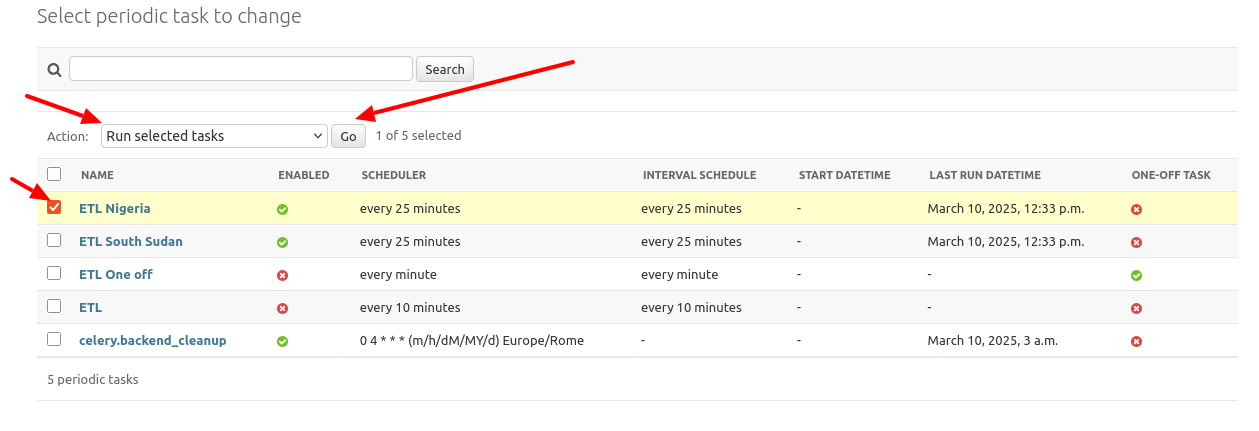 Select periodic task to change
Search
Action: Run selected tasks Go 1 of 5 selected
NAME ENABLED SCHEDULER INTERVAL SCHEDULE START DATETIME LAST RUN DATETIME ONE-OFF TASK
ETL Nigeria every 25 minutes every 25 minutes - March 10, 2025, 12:33 p.m.
ETL South Sudan every 25 minutes every 25 minutes - March 10, 2025, 12:33 p.m.
ETL One off every minute every minute - -
ETL every 10 minutes every 10 minutes - -
celery.backend_cleanup 0 4 * * * (m/h/dM/MY/d) Europe/Rome - - March 10, 2025, 3 a.m.
5 periodic tasks